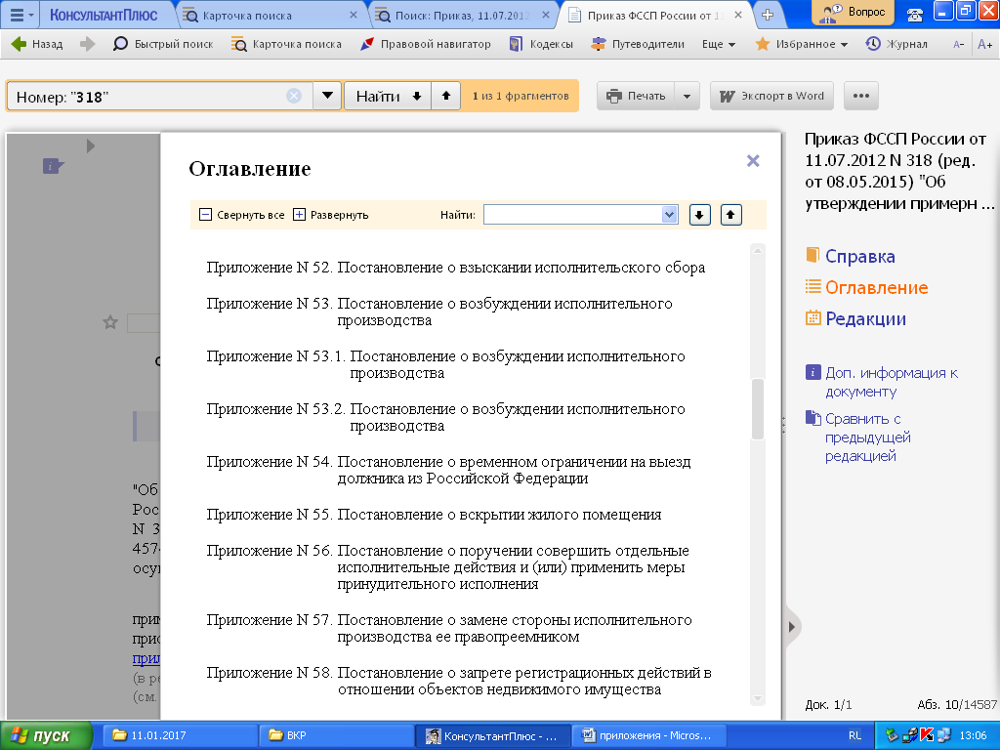 КОНСУЛЬТАНТПЛЮС
Карточка поиска
Поиск: Приказ, 11.07.2012
Приказ ФССП России от 1
Вопрос
Назад
Быстрый поиск
Карточка поиска
Правовой навигатор
Кодексы
Путеводители
Еще
Избранное
Журнал
A-
A+
Номер: "318"
Найти
1 из 1 фрагментов
Печать
Экспорт в Word
Оглавление
Свернуть все
Развернуть
Найти:
Приложение N 52. Постановление о взыскании исполнительского сбора
Приложение N 53. Постановление о возбуждении исполнительного
производства
Приложение N 53.1. Постановление о возбуждении исполнительного
производства
Приложение N 53.2. Постановление о возбуждении исполнительного
производства
Приложение N 54. Постановление о временном ограничении на выезд
должника из Российской Федерации
Приложение N 55. Постановление о вскрытии жилого помещения
Приложение N 56. Постановление о поручении совершить отдельные
исполнительные действия и (или) применить меры
принудительного исполнения
Приложение N 57. Постановление о замене стороны исполнительного
производства ее правопреемником
Приложение N 58. Постановление о запрете регистрационных действий в
отношении объектов недвижимого имущества
"Об
Рос
N 3
457-
осу
при
(в ре
(см.
Приказ ФССП России от
11.07.2012 N 318 (ред.
от 08.05.2015) "Об
утверждении примерн ...
Справка
Оглавление
Редакции
Доп. информация к
документу
Сравнить с
предыдущей
редакцией
Док. 1/1
Абз. 10/14587
пуск
11.01.2017
ВКР
КонсультантПлюс - ...
приложения - Micros...
RU
13:06